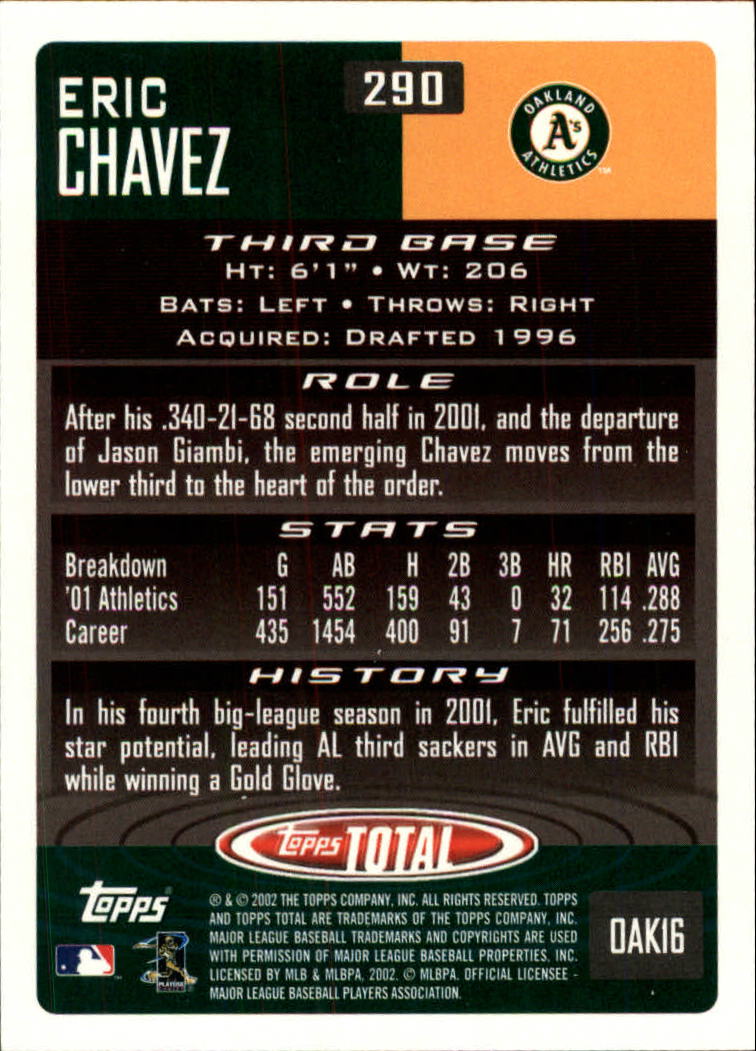 ERIC
CHAVEZ
290
OAKLAND
A's
ATHLETICS
TM
THIRD BASE
HT: 6'1" • WT: 206
BATS: LEFT • THROWS: RIGHT
ACQUIRED: DRAFTED 1996
ROLE
After his .340-21-68 second half in 2001, and the departure
of Jason Giambi, the emerging Chavez moves from the
lower third to the heart of the order.
STATS
Breakdown G AB H 2B 3B HR RBI AVG
'01 Athletics 151 552 159 43 0 32 114 .288
Career 435 1454 400 91 7 71 256 .275
HISTORY
In his fourth big-league season in 2001, Eric fulfilled his
star potential, leading AL third sackers in AVG and RBI
while winning a Gold Glove.
Topps TOTAL
Topps®
® & © 2002 THE TOPPS COMPANY, INC. ALL RIGHTS RESERVED. TOPPS
AND TOPPS TOTAL ARE TRADEMARKS OF THE TOPPS COMPANY, INC.
MAJOR LEAGUE BASEBALL TRADEMARKS AND COPYRIGHTS ARE USED
WITH PERMISSION OF MAJOR LEAGUE BASEBALL PROPERTIES, INC.
LICENSED BY MLB & MLBPA, 2002. © MLBPA. OFFICIAL LICENSEE -
MAJOR LEAGUE BASEBALL PLAYERS ASSOCIATION.
OAK16
PLAYERS